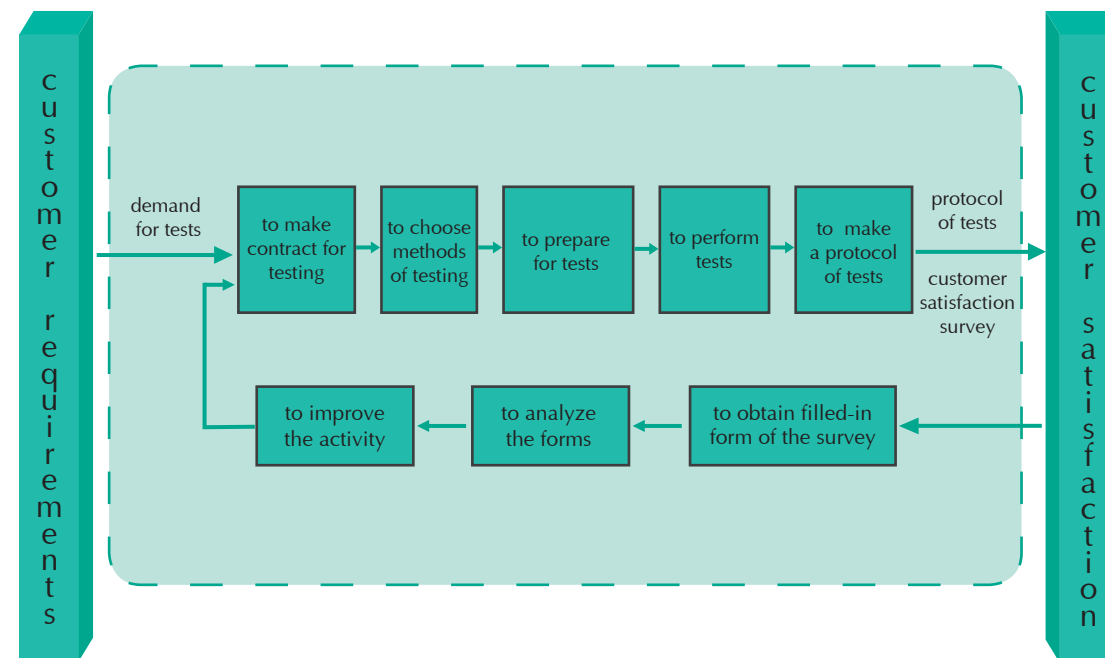 customer requirements
demand
for tests
to make
contract for
testing
to choose
methods
of testing
to prepare
for tests
to perform
tests
to make
a protocol
of tests
protocol
of tests
customer
satisfaction
survey
to improve
the activity
to analyze
the forms
to obtain filled-in
form of the survey
customer satisfaction